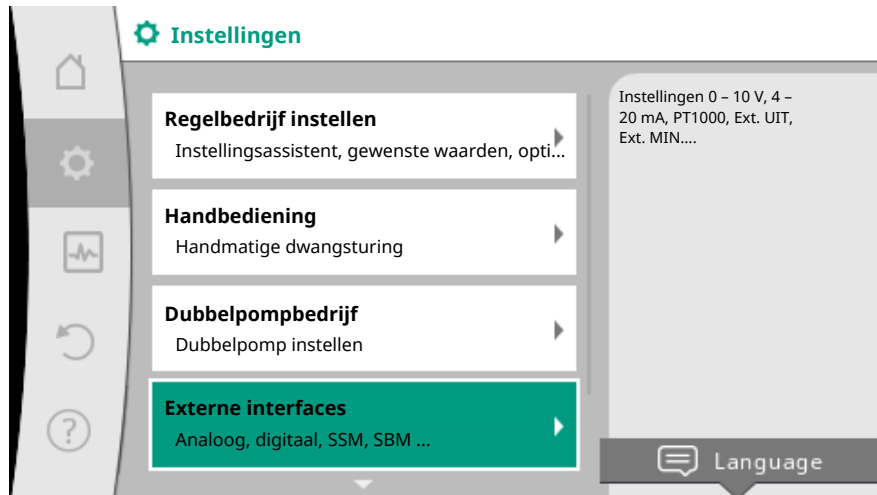 Instellingen
Regelbedrijf instellen
Instellingsassistent, gewenste waarden, opti...
Handbediening
Handmatige dwangsturing
Dubbelpompbedrijf
Dubbelpomp instellen
Externe interfaces
Analoog, digitaal, SSM, SBM ...
Instellingen 0 – 10 V, 4 –
20 mA, PT1000, Ext. UIT,
Ext. MIN....
Language
?